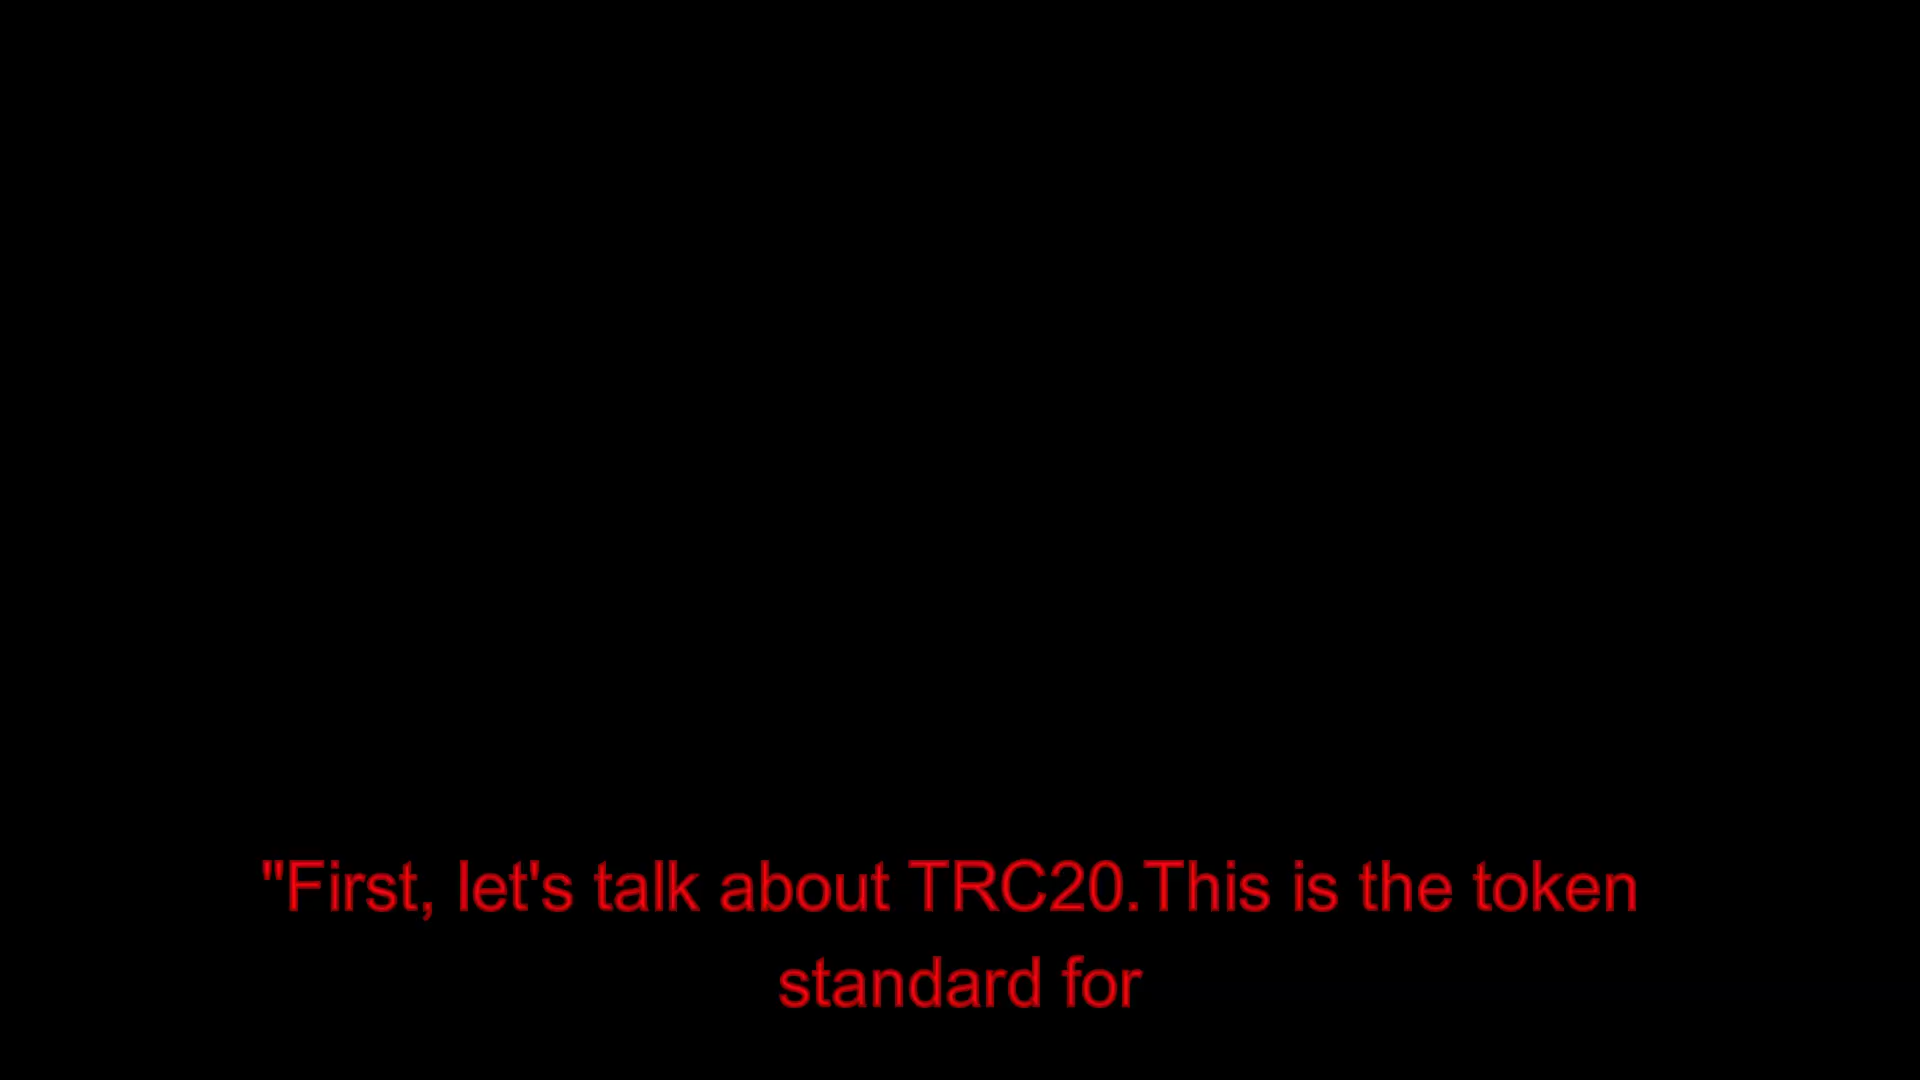 "First, let's talk about TRC20.This is the token
standard for